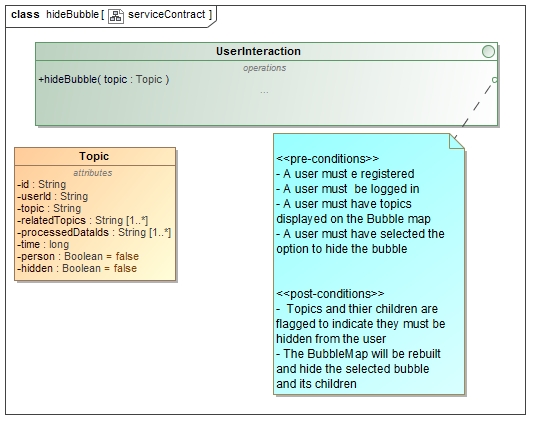 class hideBubble [ serviceContract ]
UserInteraction
operations
+hideBubble( topic : Topic )
...
Topic
attributes
-id : String
-userId : String
-topic : String
-relatedTopics : String [1..*]
-processedDataIds : String [1..*]
-time : long
-person : Boolean = false
-hidden : Boolean = false
<<pre-conditions>>
- A user must e registered
- A user must  be logged in
- A user must have topics
displayed on the Bubble map
- A user must have selected the
option to hide the bubble
<<post-conditions>>
-  Topics and thier children are
flagged to indicate they must be
hidden from the user
- The BubbleMap will be rebuilt
and hide the selected bubble
and its children